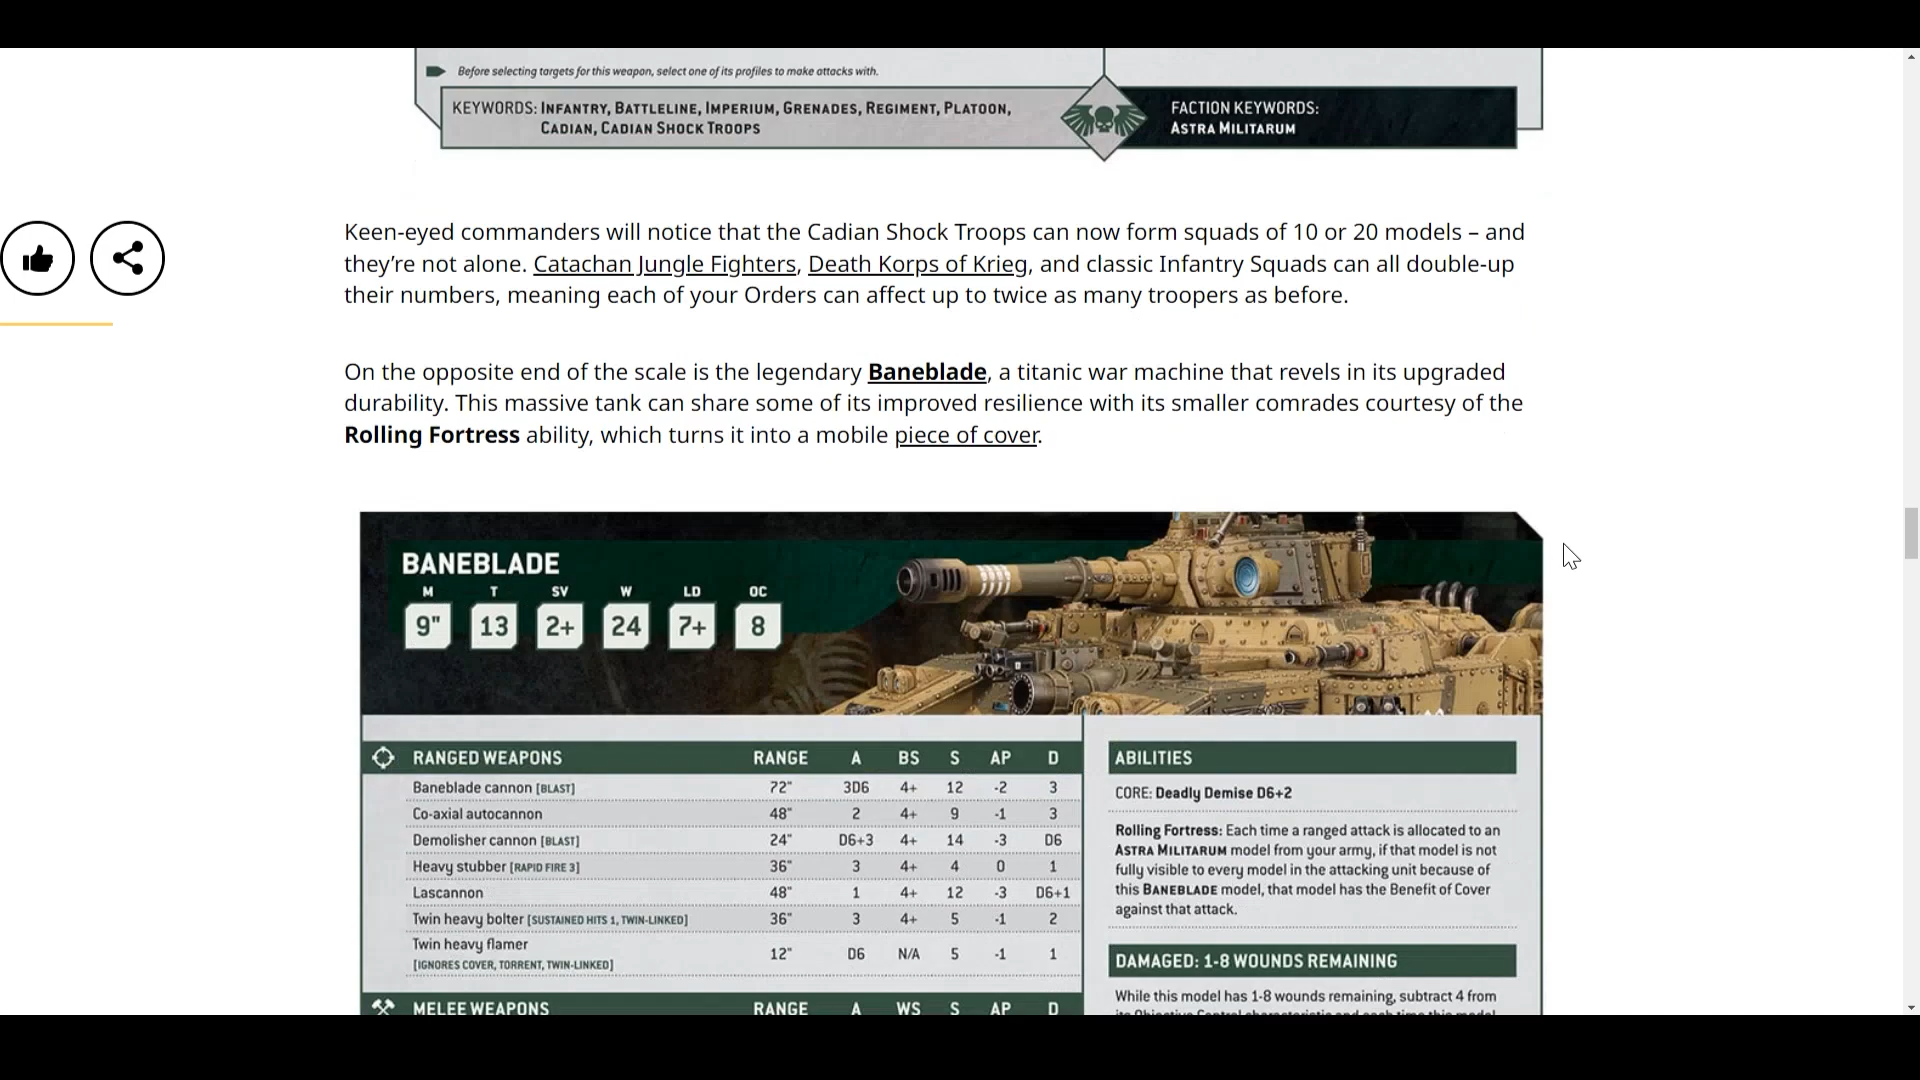 Before selecting targets for this weapon, select one of its profiles to make attacks with.
KEYWORDS: INFANTRY, BATTLELINE, IMPERIUM, GRENADES, REGIMENT, PLATOON,
CADIAN, CADIAN SHOCK TROOPS
FACTION KEYWORDS:
ASTRA MILITARUM
Keen-eyed commanders will notice that the Cadian Shock Troops can now form squads of 10 or 20 models – and
they’re not alone. Catachan Jungle Fighters, Death Korps of Krieg, and classic Infantry Squads can all double-up
their numbers, meaning each of your Orders can affect up to twice as many troopers as before.
On the opposite end of the scale is the legendary Baneblade, a titanic war machine that revels in its upgraded
durability. This massive tank can share some of its improved resilience with its smaller comrades courtesy of the
Rolling Fortress ability, which turns it into a mobile piece of cover.
BANEBLADE
M T SV W LD OC
9" 13 2+ 24 7+ 8
RANGED WEAPONS RANGE A BS S AP D
Baneblade cannon [BLAST] 72" 3D6 4+ 12 -2 3
Co-axial autocannon 48" 2 4+ 9 -1 3
Demolisher cannon [BLAST] 24" D6+3 4+ 14 -3 D6
Heavy stubber [RAPID FIRE 3] 36" 3 4+ 4 0 1
Lascannon 48" 1 4+ 12 -3 D6+1
Twin heavy bolter [SUSTAINED HITS 1, TWIN-LINKED] 36" 3 4+ 5 -1 2
Twin heavy flamer
[IGNORES COVER, TORRENT, TWIN-LINKED] 12" D6 N/A 5 -1 1
MELEE WEAPONS RANGE A WS S AP D
ABILITIES
CORE: Deadly Demise D6+2
Rolling Fortress: Each time a ranged attack is allocated to an
ASTRA MILITARUM model from your army, if that model is not
fully visible to every model in the attacking unit because of
this BANEBLADE model, that model has the Benefit of Cover
against that attack.
DAMAGED: 1-8 WOUNDS REMAINING
While this model has 1-8 wounds remaining, subtract 4 from
its Objective Control characteristic and each time this model